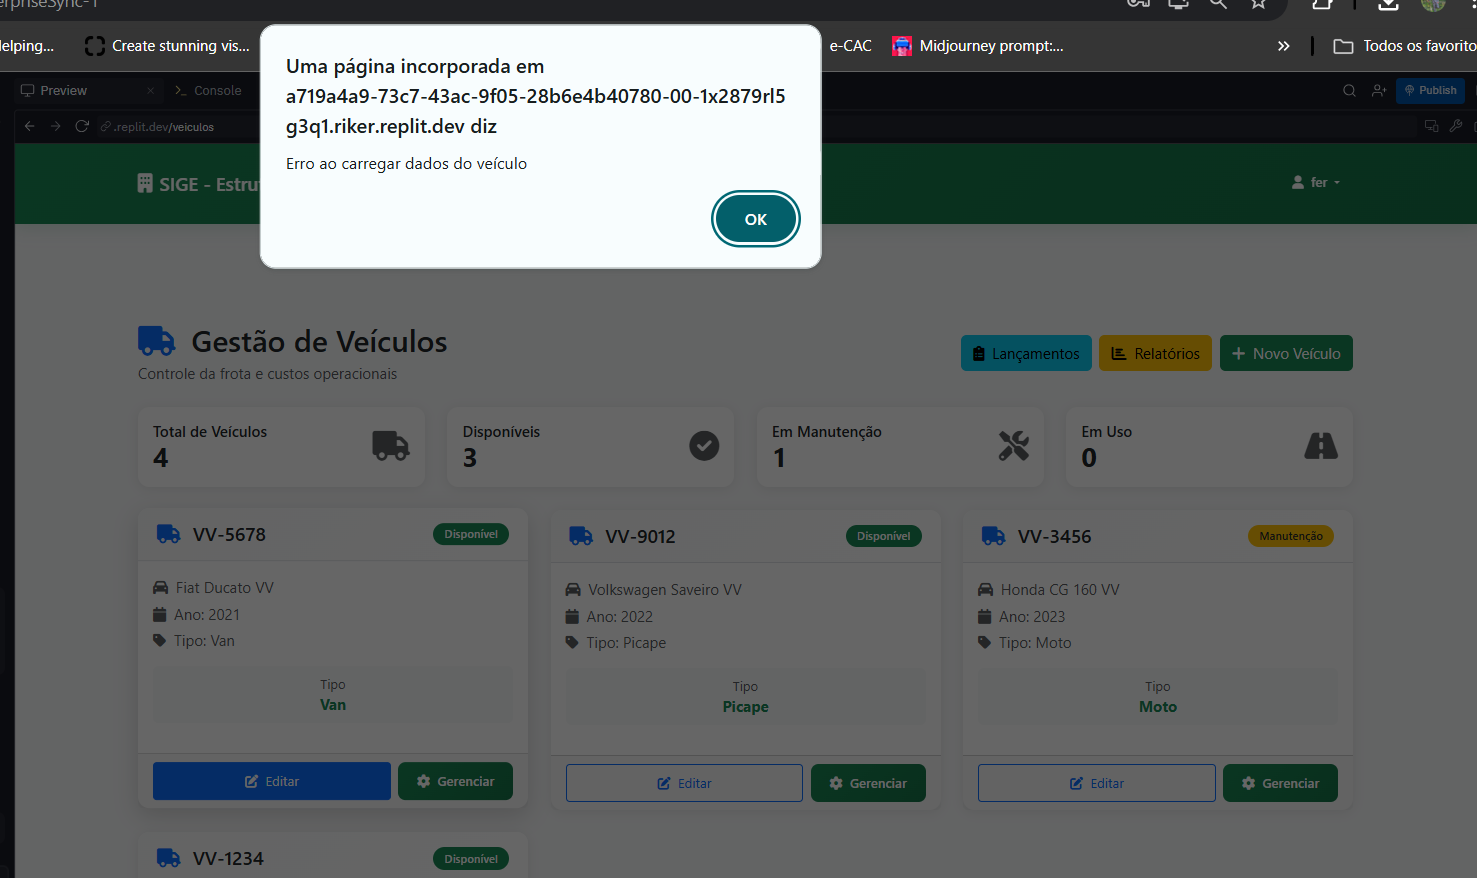 elping...
Create stunning vis...
e-CAC
Midjourney prompt:...
»
Todos os favorito
Uma página incorporada em
a719a4a9-73c7-43ac-9f05-28b6e4b40780-00-1x2879rl5
g3q1.riker.replit.dev diz
Erro ao carregar dados do veículo
OK
Preview
Console
Publish
.replit.dev/veiculos
SIGE - Estru
fer
Gestão de Veículos
Controle da frota e custos operacionais
Lançamentos
Relatórios
Novo Veículo
Total de Veículos
4
Disponíveis
3
Em Manutenção
1
Em Uso
0
VV-5678
Disponível
Fiat Ducato VV
Ano: 2021
Tipo: Van
Tipo
Van
Editar
Gerenciar
VV-9012
Disponível
Volkswagen Saveiro VV
Ano: 2022
Tipo: Picape
Tipo
Picape
Editar
Gerenciar
VV-3456
Manutenção
Honda CG 160 VV
Ano: 2023
Tipo: Moto
Tipo
Moto
Editar
Gerenciar
VV-1234
Disponível